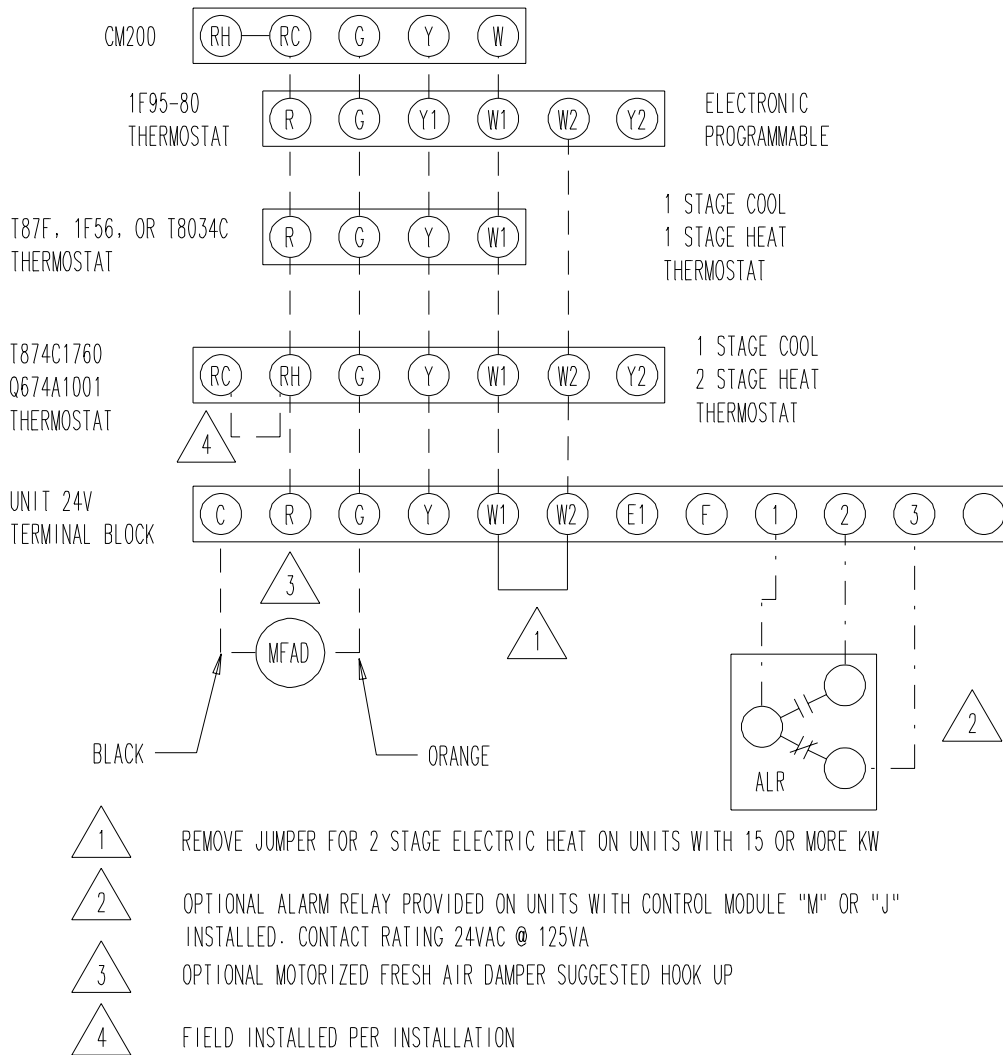 CM200 RH RC G Y W
1F95-80
THERMOSTAT
R G Y1 W1 W2 Y2
ELECTRONIC
PROGRAMMABLE
T87F, 1F56, OR T8034C
THERMOSTAT
R G Y W1
1 STAGE COOL
1 STAGE HEAT
THERMOSTAT
T874C1760
Q674A1001
THERMOSTAT
RC RH G Y W1 W2 Y2
1 STAGE COOL
2 STAGE HEAT
THERMOSTAT
4
UNIT 24V
TERMINAL BLOCK
C R G Y W1 W2 E1 F 1 2 3
3
1
MFAD
2
BLACK
ORANGE
ALR
1 REMOVE JUMPER FOR 2 STAGE ELECTRIC HEAT ON UNITS WITH 15 OR MORE KW
2 OPTIONAL ALARM RELAY PROVIDED ON UNITS WITH CONTROL MODULE "M" OR "J"
INSTALLED. CONTACT RATING 24VAC @ 125VA
3 OPTIONAL MOTORIZED FRESH AIR DAMPER SUGGESTED HOOK UP
4 FIELD INSTALLED PER INSTALLATION